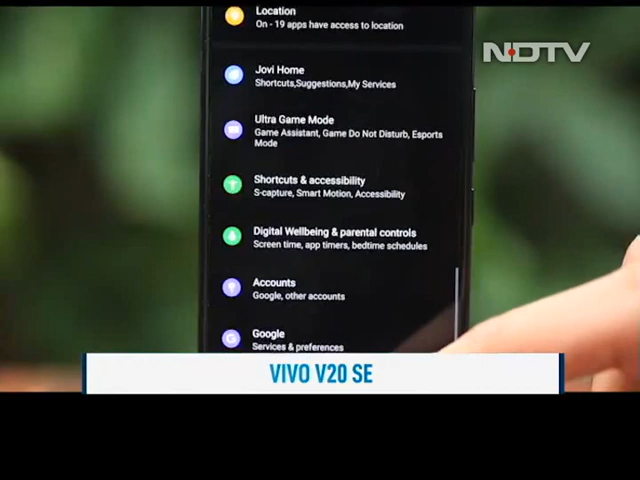 Location
On - 19 apps have access to location
NDTV
Jovi Home
Shortcuts,Suggestions,My Services
Ultra Game Mode
Game Assistant, Game Do Not Disturb, Esports
Mode
Shortcuts & accessibility
S-capture, Smart Motion, Accessibility
Digital Wellbeing & parental controls
Screen time, app timers, bedtime schedules
Accounts
Google, other accounts
G
Google
Services & preferences
VIVO V20 SE